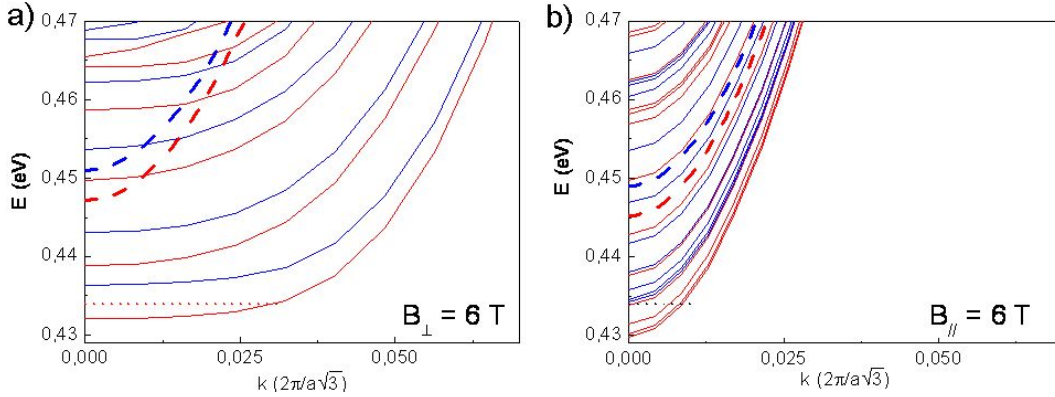 a)
E (eV)
0,47
0,46
0,45
0,44
0,43
0,000
0,025
0,050
k (2π/a√3)
B⊥ = 6 T
b)
E (eV)
0,47
0,46
0,45
0,44
0,43
0,000
0,025
0,050
k (2π/a√3)
B// = 6 T